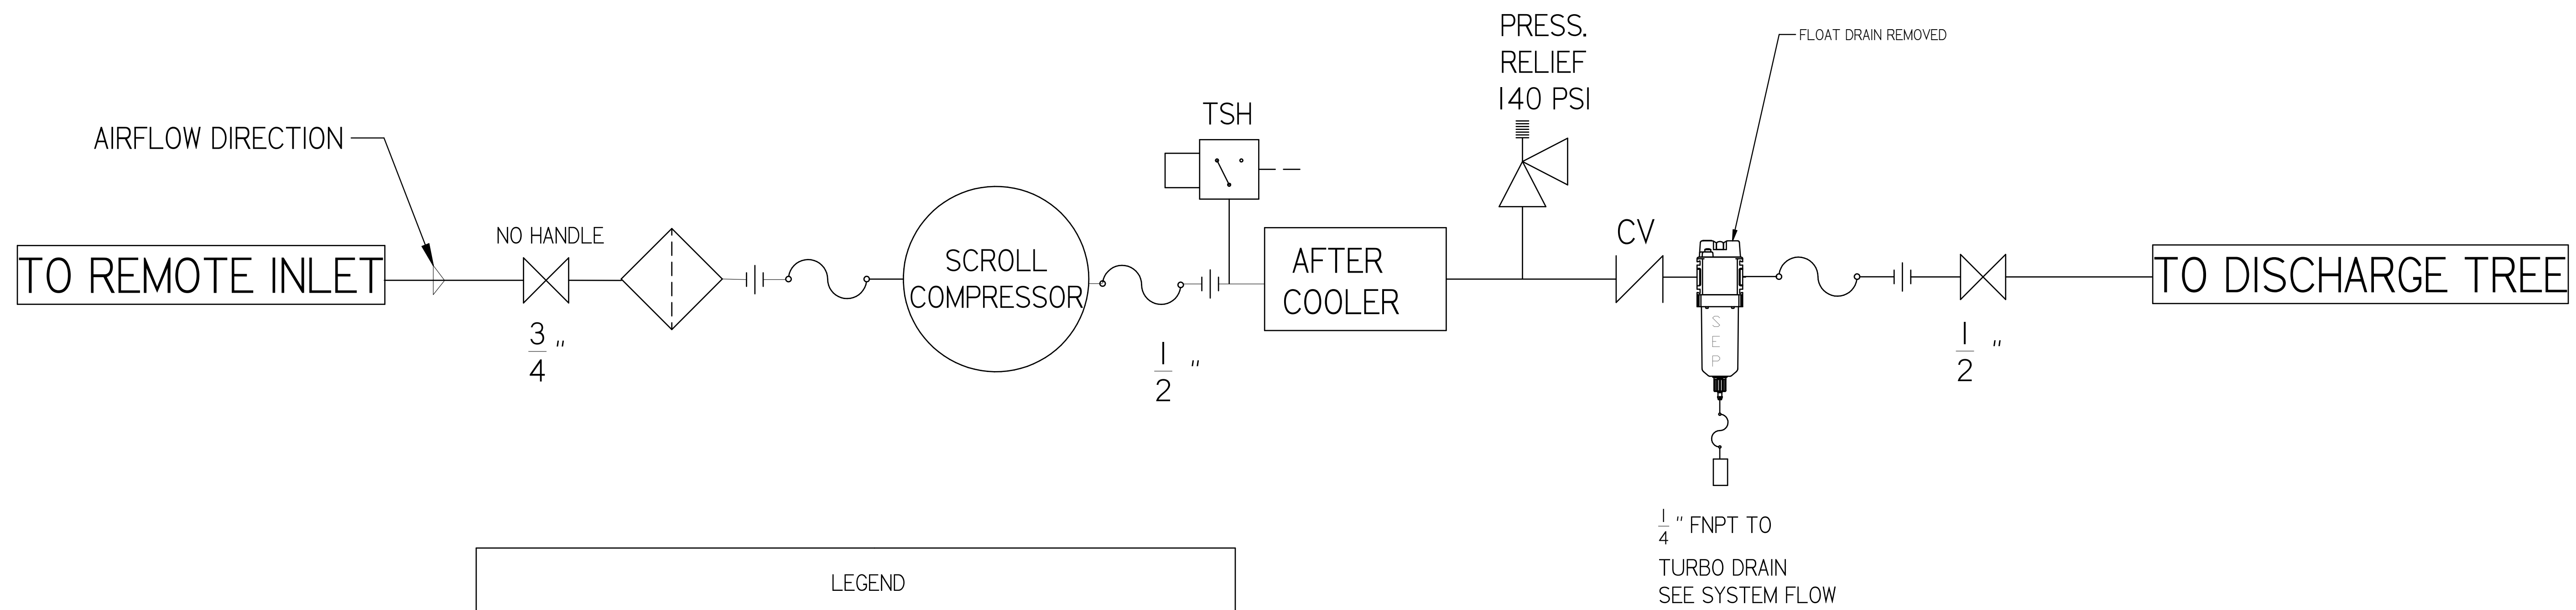 PRESS.
RELIEF
140 PSI
FLOAT DRAIN REMOVED
TSH
AIRFLOW DIRECTION
NO HANDLE
CV
TO REMOTE INLET
SCROLL
COMPRESSOR
AFTER
COOLER
TO DISCHARGE TREE
S
E
P
3/4 "
1/2 "
1/2 "
1/4 " FNPT TO
TURBO DRAIN
SEE SYSTEM FLOW
LEGEND